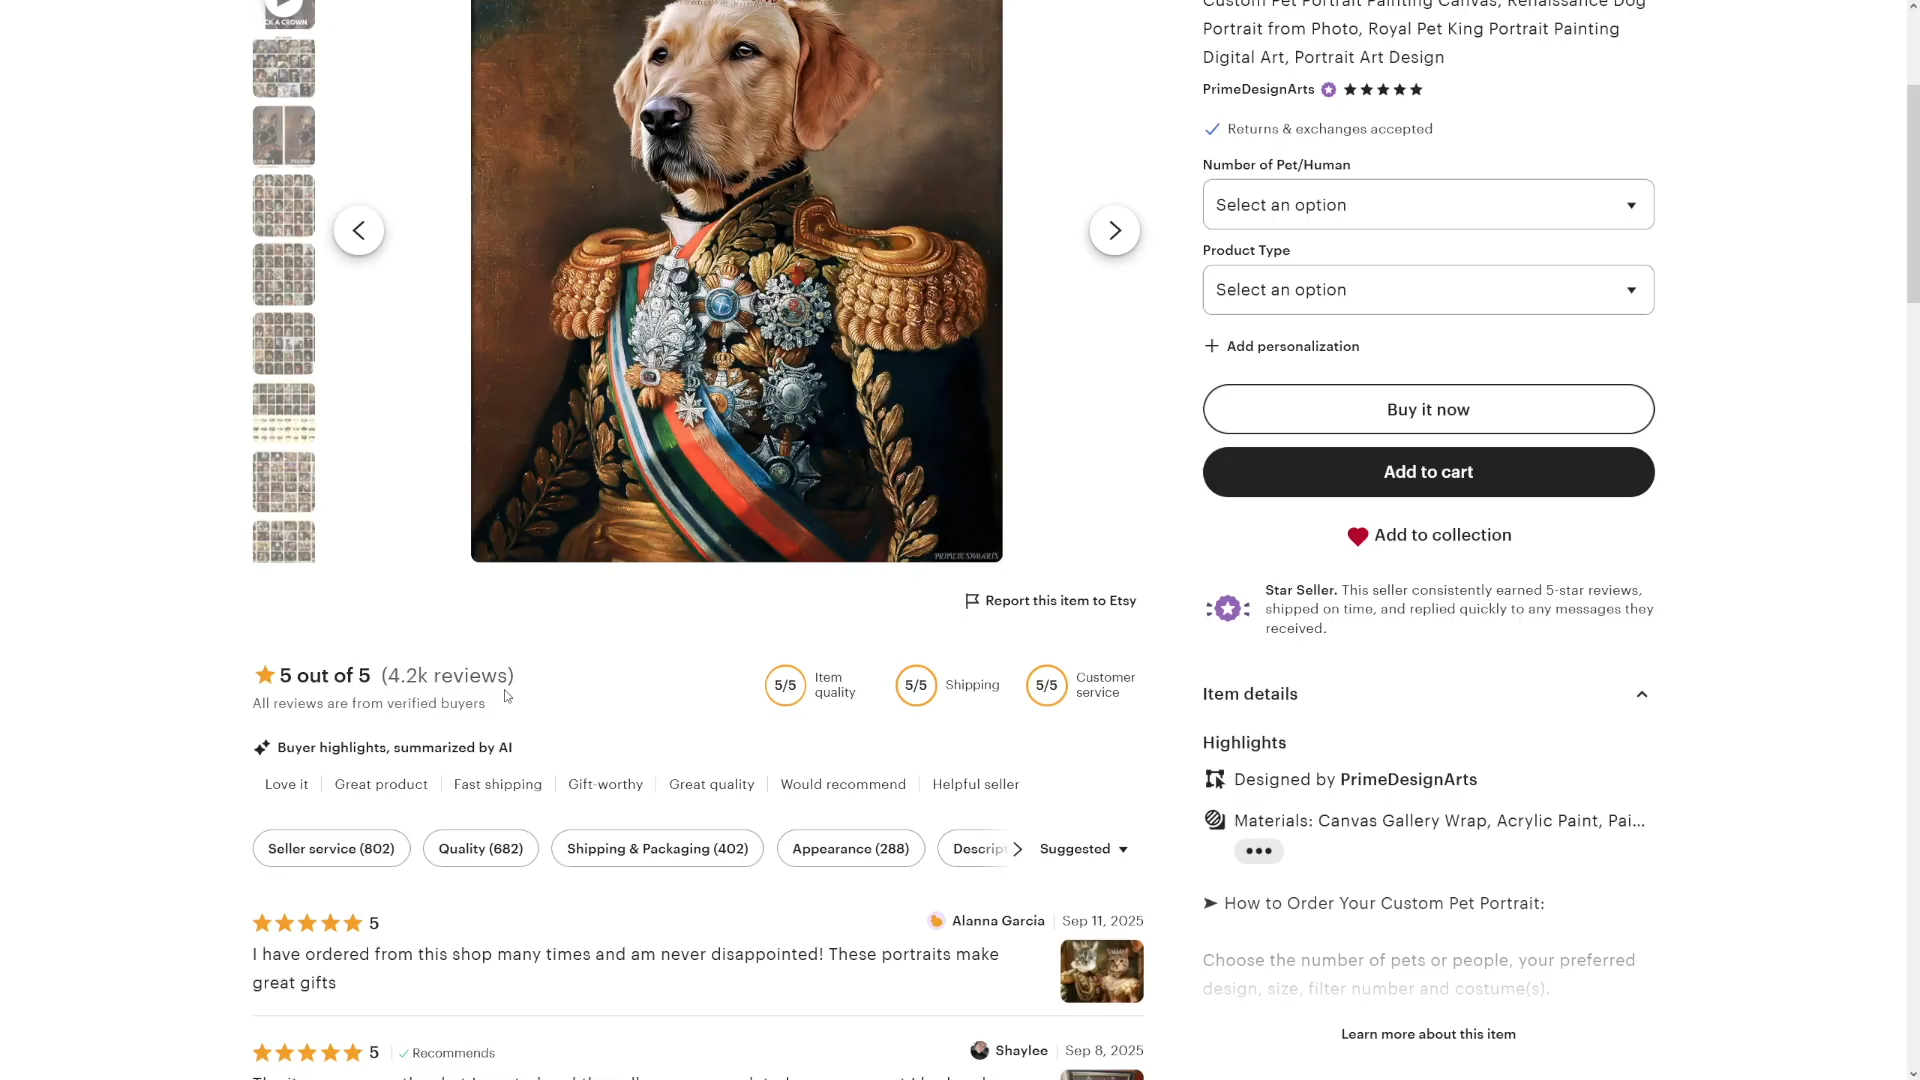 CK A CROWN
Custom Pet Portrait Painting Canvas, Renaissance Dog
Portrait from Photo, Royal Pet King Portrait Painting
Digital Art, Portrait Art Design
PrimeDesignArts
Returns & exchanges accepted
Number of Pet/Human
Select an option
Product Type
Select an option
Add personalization
Buy it now
Add to cart
Add to collection
Star Seller. This seller consistently earned 5-star reviews,
shipped on time, and replied quickly to any messages they
received.
PRIMEDESIGNARTS
Report this item to Etsy
5 out of 5 (4.2k reviews)
All reviews are from verified buyers
5/5 Item
quality
5/5 Shipping
5/5 Customer
service
Buyer highlights, summarized by AI
Love it
Great product
Fast shipping
Gift-worthy
Great quality
Would recommend
Helpful seller
Seller service (802)
Quality (682)
Shipping & Packaging (402)
Appearance (288)
Descript
Suggested
5
Alanna Garcia
Sep 11, 2025
I have ordered from this shop many times and am never disappointed! These portraits make
great gifts
5
Recommends
Shaylee
Sep 8, 2025
Item details
Highlights
Designed by PrimeDesignArts
Materials: Canvas Gallery Wrap, Acrylic Paint, Pai...
➤ How to Order Your Custom Pet Portrait:
Choose the number of pets or people, your preferred
design, size, filter number and costume(s).
Learn more about this item